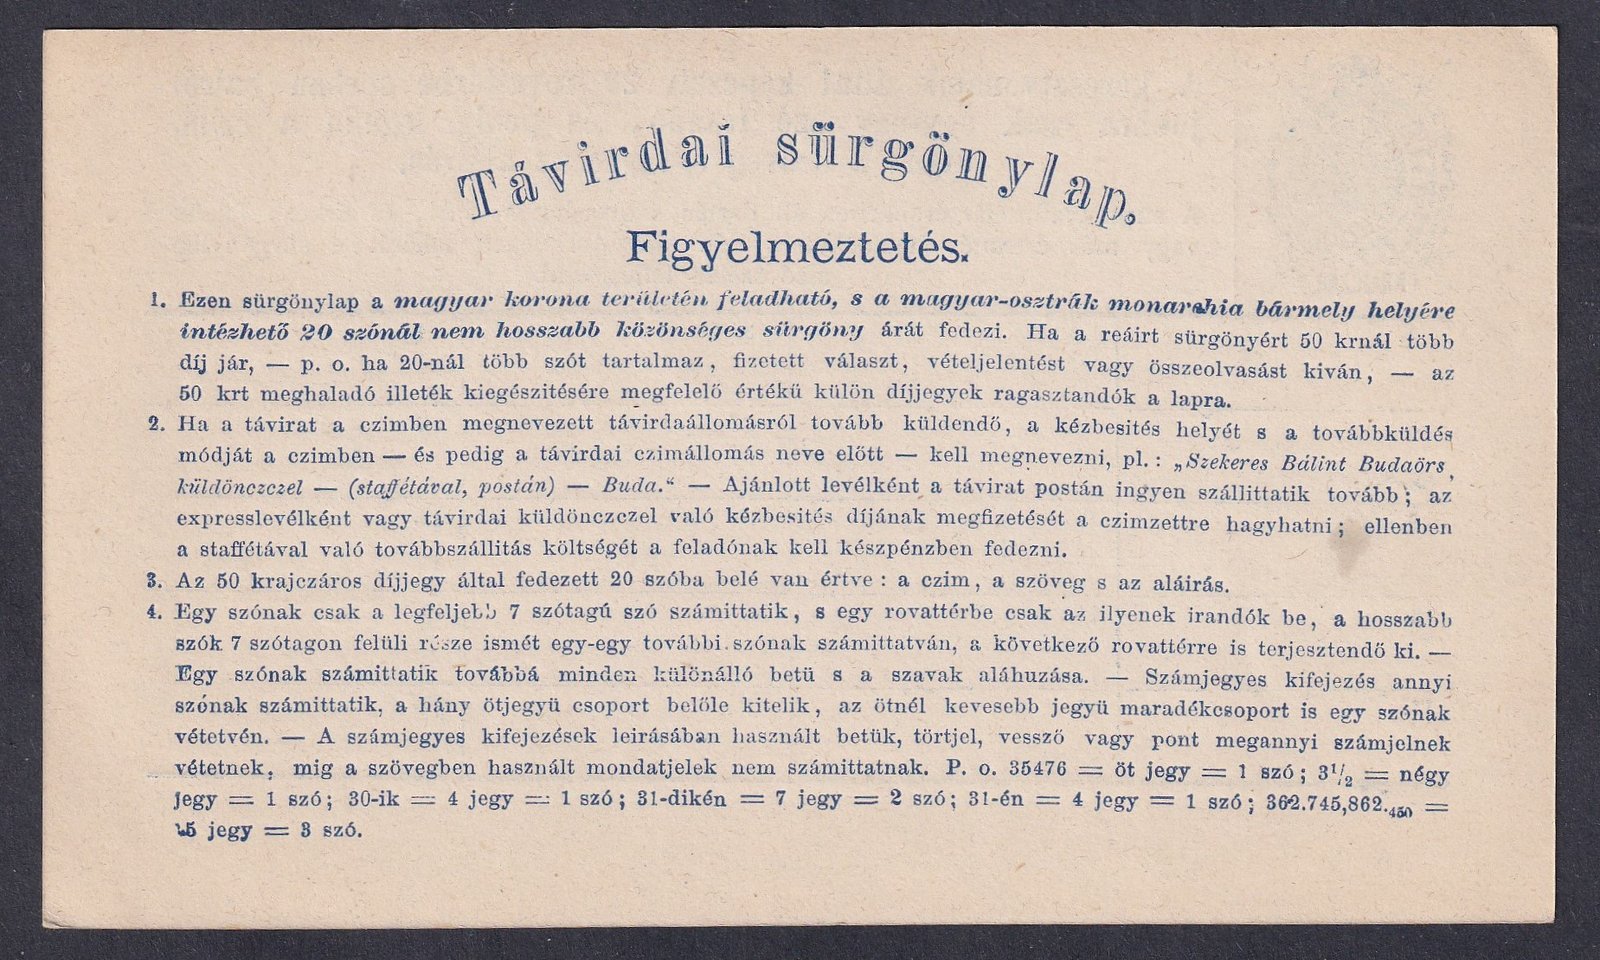 Távirdai sürgönylap.
Figyelmeztetés.
1. Ezen sürgönylap a magyar korona területén feladható, s a magyar-osztrák monarchia bármely helyére
intézhető 20 szónál nem hosszabb közönséges sürgöny árát fedezi. Ha a reáirt sürgönyért 50 krnál több
díj jár, — p. o. ha 20-nál több szót tartalmaz, fizetett választ, vételjelentést vagy összeolvasást kiván, — az
50 krt meghaladó illeték kiegészitésére megfelelő értékű külön díjjegyek ragasztandók a lapra.
2. Ha a távirat a czimben megnevezett távirdaállomásról tovább küldendő, a kézbesités helyét s a továbbküldés
módját a czimben — és pedig a távirdai czimállomás neve előtt — kell megnevezni, pl.: „Szekeres Bálint Budaörs,
küldönczczel — (staffétával, postán) — Buda.“ — Ajánlott levélként a távirat postán ingyen szállittatik tovább; az
expresslevélként vagy távirdai küldönczczel való kézbesités díjának megfizetését a czimzettre hagyhatni; ellenben
a staffétával való továbbszállitás költségét a feladónak kell készpénzben fedezni.
3. Az 50 krajczáros díjjegy által fedezett 20 szóba belé van értve: a czim, a szöveg s az aláirás.
4. Egy szónak csak a legfeljebb 7 szótagú szó számittatik, s egy rovattérbe csak az ilyenek irandók be, a hosszabb
szók 7 szótagon felüli része ismét egy-egy további szónak számittatván, a következő rovattérre is terjesztendő ki. —
Egy szónak számittatik továbbá minden különálló betü s a szavak aláhuzása. — Számjegyes kifejezés annyi
szónak számittatik, a hány ötjegyü csoport belőle kitelik, az ötnél kevesebb jegyü maradékcsoport is egy szónak
vétetvén. — A számjegyes kifejezések leirásában használt betük, törtjel, vessző vagy pont megannyi számjelnek
vétetnek, mig a szövegben használt mondatjelek nem számittatnak. P. o. 35476 = öt jegy = 1 szó; 3½ = négy
jegy = 1 szó; 30-ik = 4 jegy = 1 szó; 31-dikén = 7 jegy = 2 szó; 31-én = 4 jegy = 1 szó; 362.745,862.450 =
15 jegy = 3 szó.